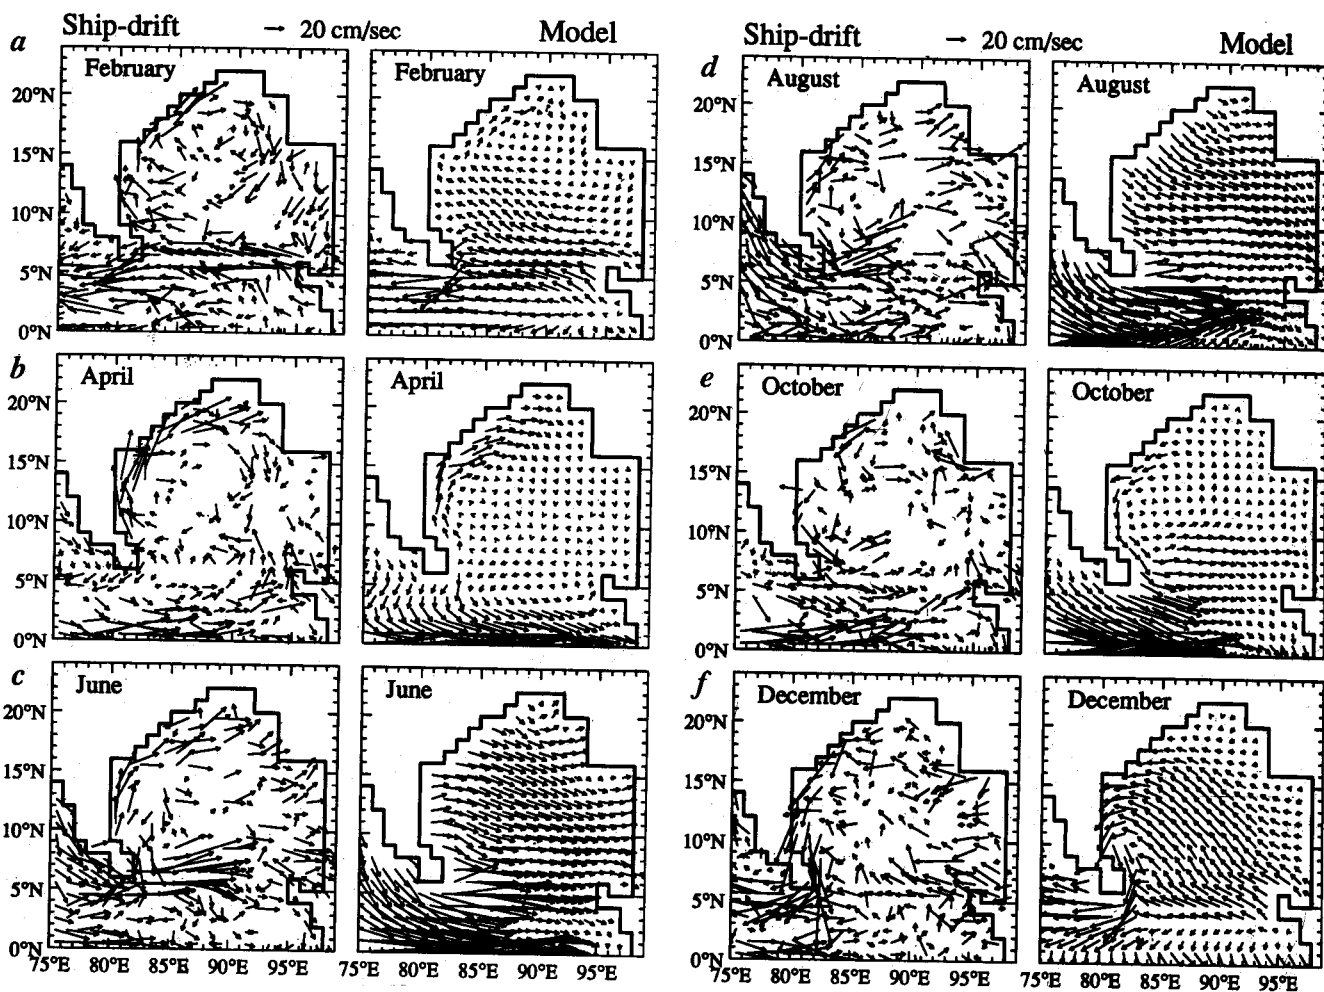 Ship-drift → 20 cm/sec Model
a
February
February
20°N
15°N
10°N
5°N
0°N
b
April
April
20°N
15°N
10°N
5°N
0°N
c
June
June
20°N
15°N
10°N
5°N
0°N
75°E 80°E 85°E 90°E 95°E 75°E 80°E 85°E 90°E 95°E
Ship-drift → 20 cm/sec Model
d
August
August
20°N
15°N
10°N
5°N
0°N
e
October
October
20°N
15°N
10°N
5°N
0°N
f
December
December
20°N
15°N
10°N
5°N
0°N
75°E 80°E 85°E 90°E 95°E 75°E 80°E 85°E 90°E 95°E